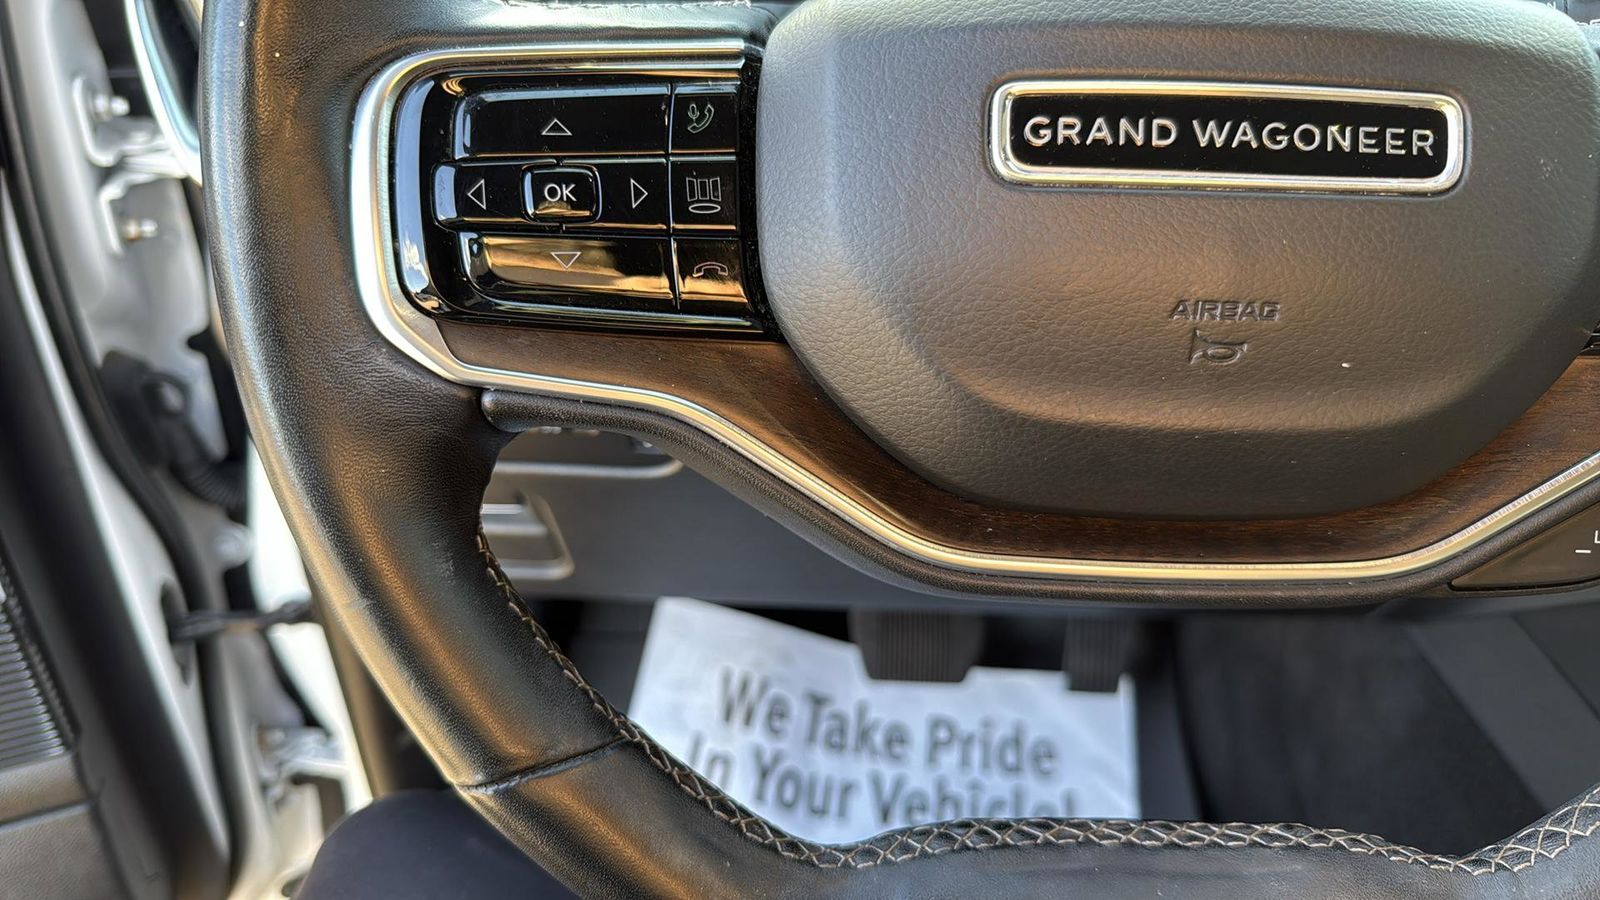 GRAND WAGONEER
OK
AIRBAG
We Take Pride
In Your Vehicle!